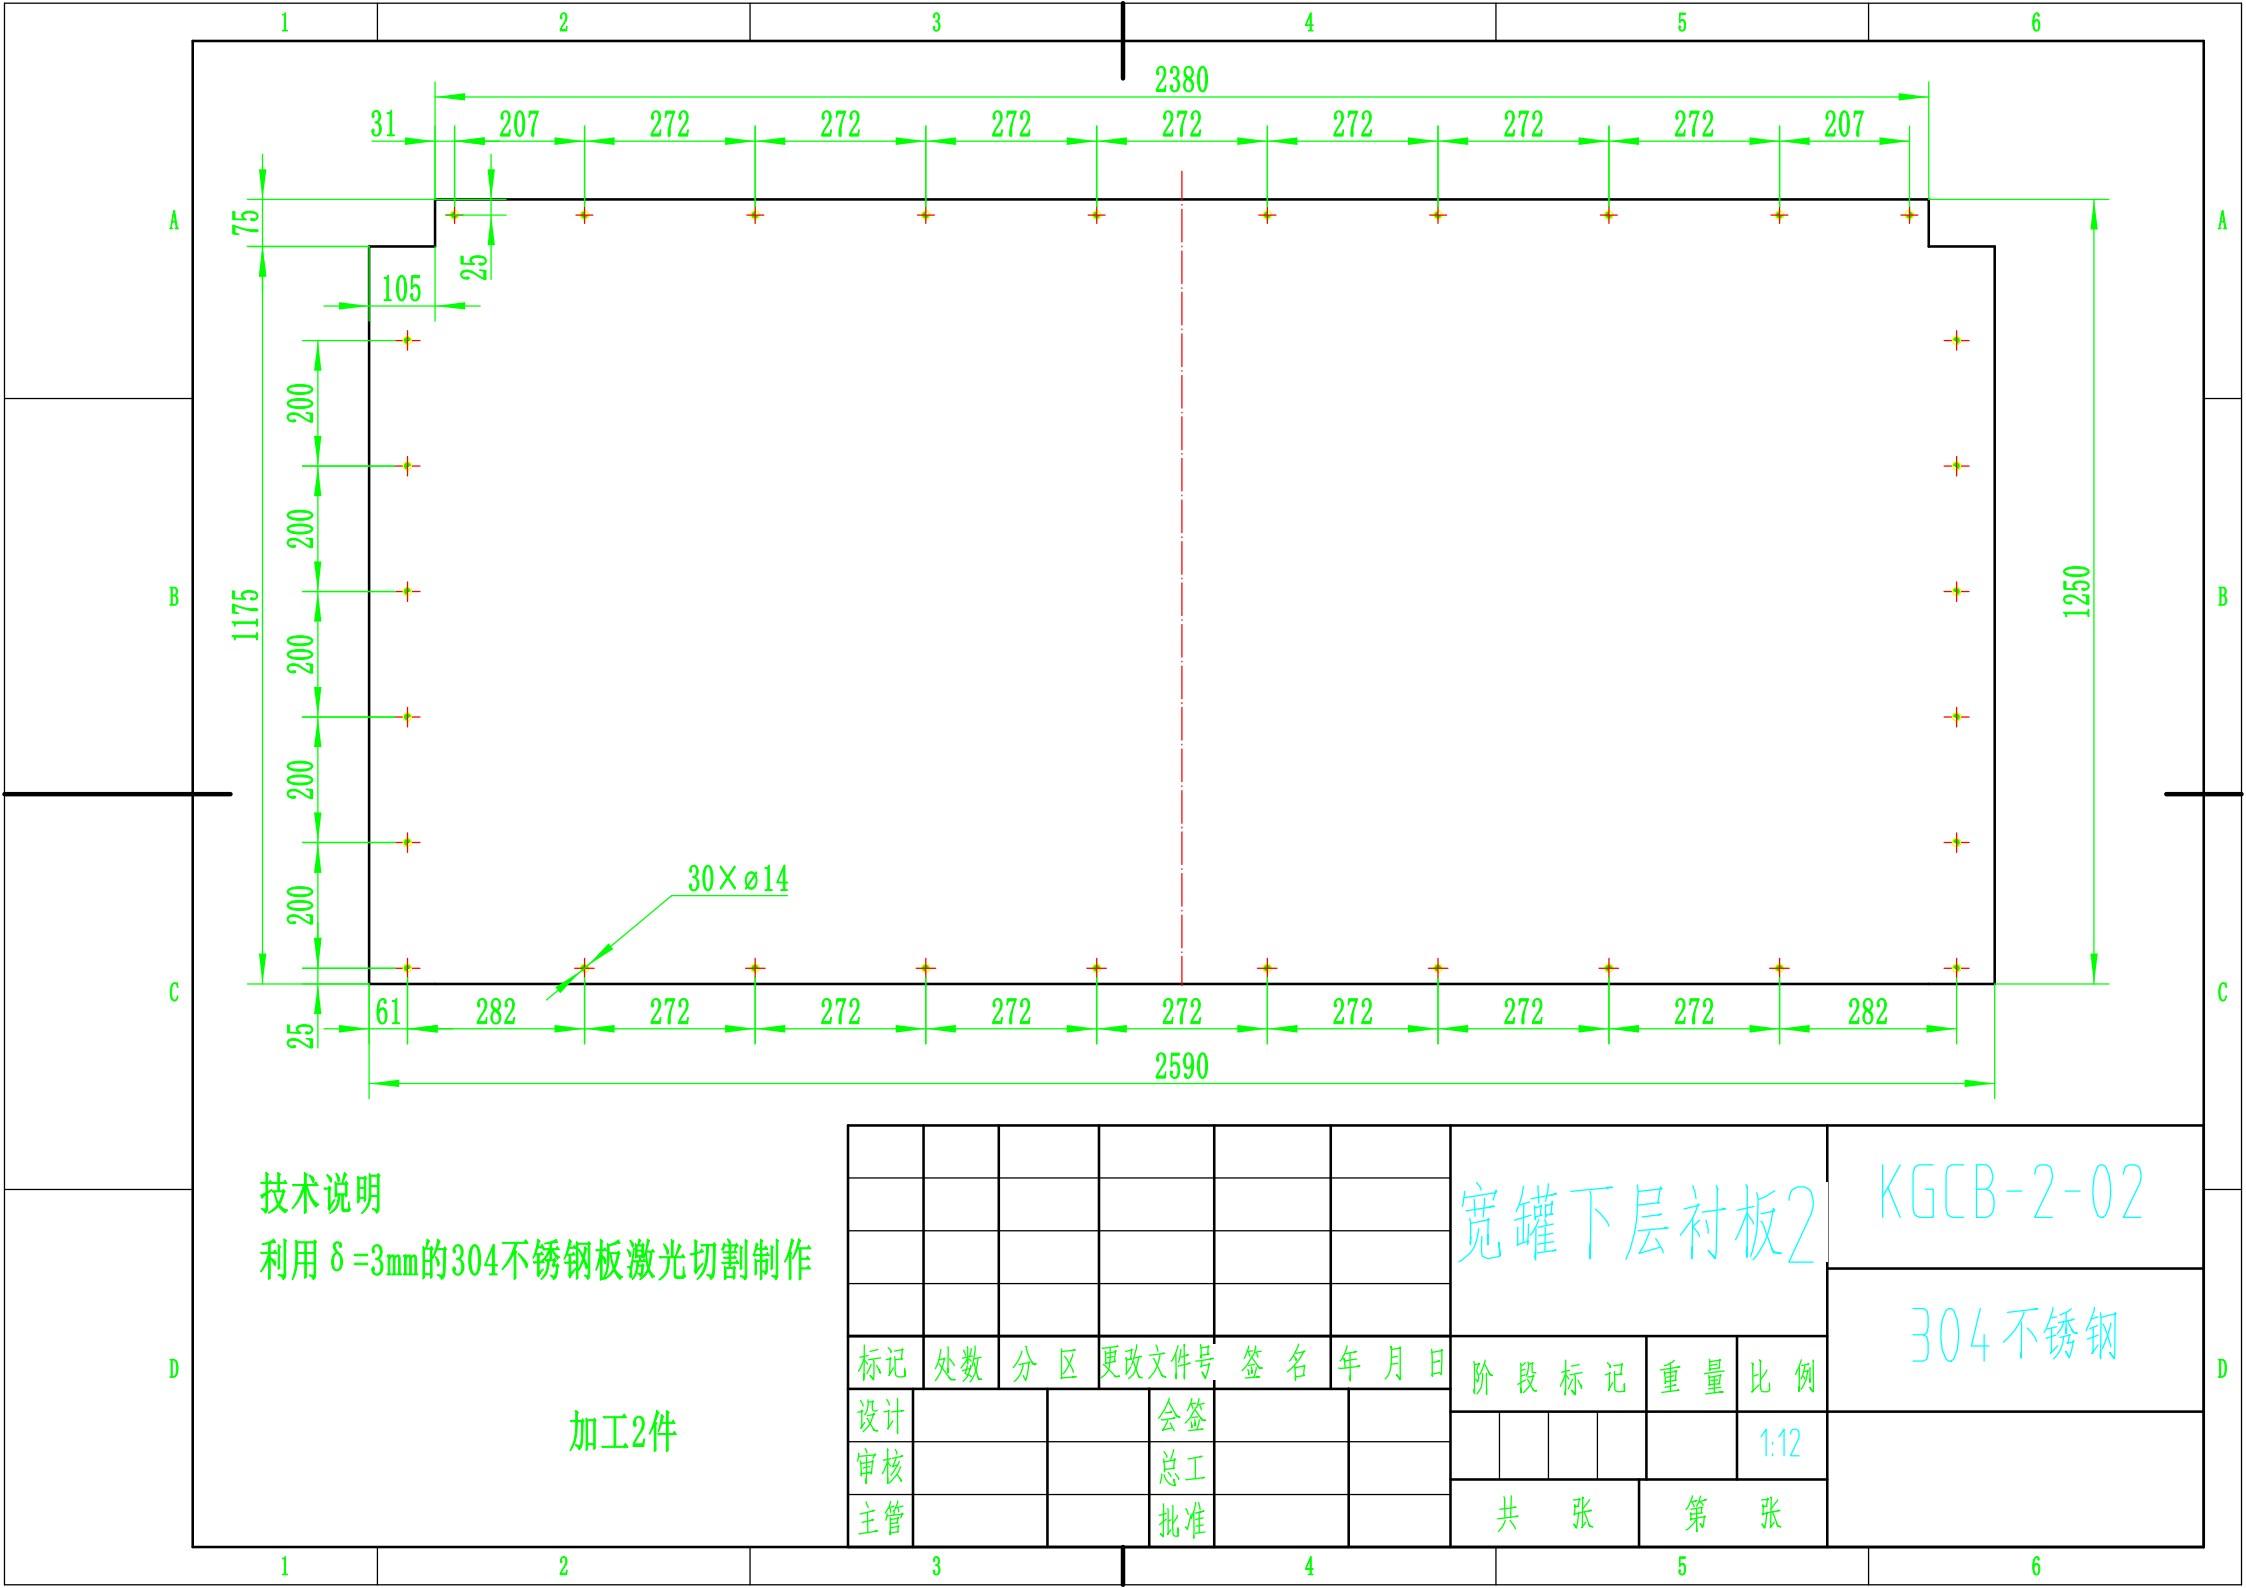 1 2 3 4 5 6
2380
31 207 272 272 272 272 272 272 272 207
A 75 25 A
105
200
200
B 1175 200 1250 B
200
30×ø14
200
C C
25 61 282 272 272 272 272 272 272 272 282
2590
技术说明
利用δ=3mm的304不锈钢板激光切割制作
加工2件
宽罐下层衬板2
KGCB-2-02
304不锈钢
标记 处数 分区 更改文件号 签名 年月日
阶段标记 重量 比例
设计 会签
1:12
审核 总工
主管 批准
共 张 第 张
D D
1 2 3 4 5 6